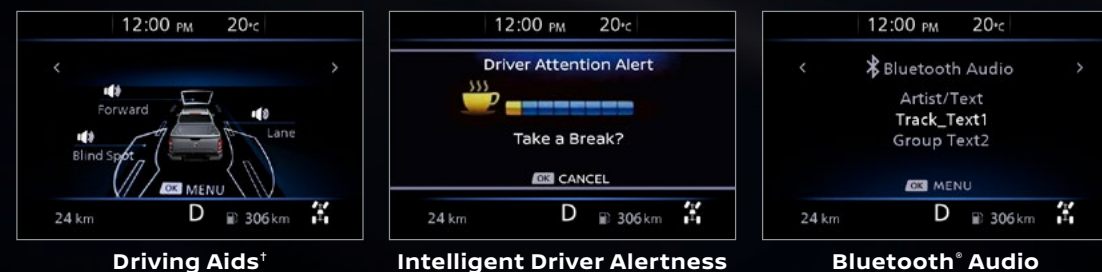 12:00 PM 20°C
<
>
Forward
Lane
Blind Spot
OK MENU
24 km D 306 km
Driving Aids†
12:00 PM 20°C
Driver Attention Alert
Take a Break?
OK CANCEL
24 km D 306 km
Intelligent Driver Alertness
12:00 PM 20°C
< Bluetooth Audio >
Artist/Text
Track_Text1
Group Text2
OK MENU
24 km D 306 km
Bluetooth® Audio